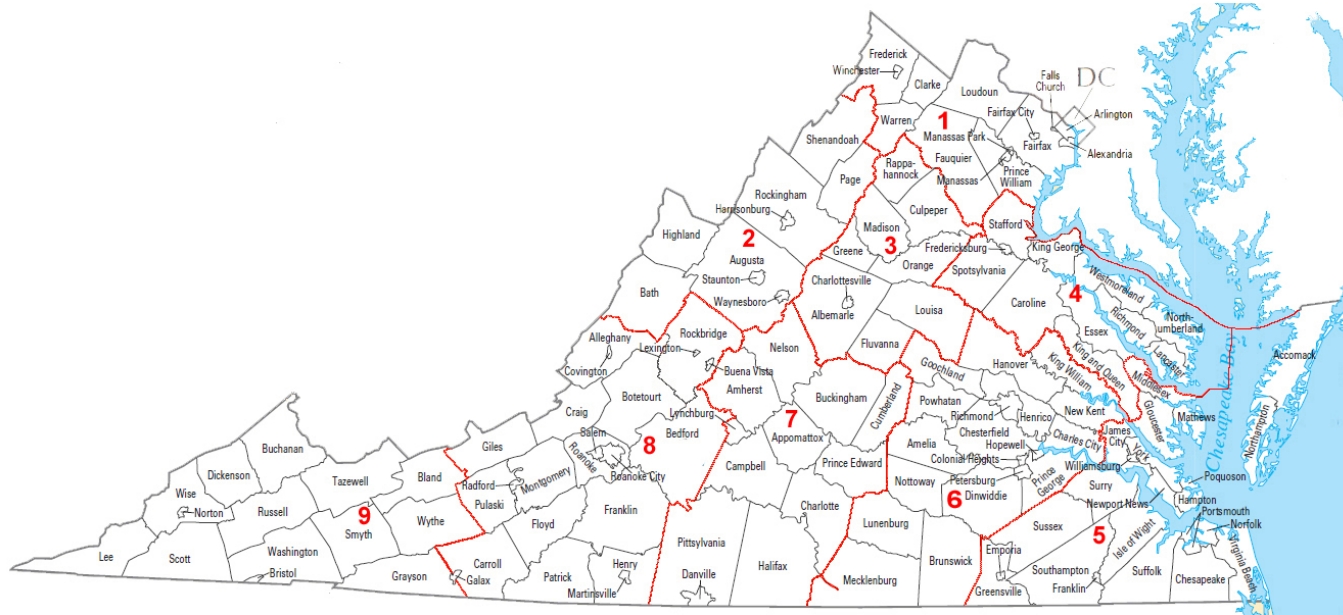 Frederick
Winchester
Clarke
Loudoun
Falls
Church
DC
Arlington
Fairfax City
Warren
1
Manassas Park
Fairfax
Alexandria
Shenandoah
Fauquier
Rappa-
hannock
Page
Manassas
Prince
William
Rockingham
Harrisonburg
Culpeper
Madison
Stafford
Highland
2
3
Greene
Fredericksburg
King George
Augusta
Orange
Spotsylvania
Staunton
Charlottesville
Bath
Waynesboro
Albemarle
Louisa
Caroline
4
Westmoreland
Richmond
North-
umberland
Rockbridge
Essex
Alleghany
Lexington
Nelson
Fluvanna
Lancaster
Accomack
Covington
Buena Vista
Goochland
Hanover
King William
King and Queen
Middlesex
Chesapeake Bay
Amherst
Botetourt
Buckingham
Cumberland
Powhatan
Gloucester
Mathews
Craig
Lynchburg
7
Richmond
Henrico
New Kent
Northampton
Salem
Bedford
8
Appomattox
Amelia
Chesterfield
Hopewell
Charles City
James
City
York
Giles
Roanoke
Roanoke City
Colonial Heights
Buchanan
Bland
Campbell
Prince Edward
Williamsburg
Poquoson
Dickenson
Tazewell
Radford
Montgomery
Nottoway
Petersburg
Prince
George
Surry
Wise
Pulaski
6
Dinwiddie
Newport News
Hampton
Norton
Russell
9
Wythe
Franklin
Charlotte
Portsmouth
Norfolk
Smyth
Floyd
Lunenburg
Sussex
5
Isle of Wight
Lee
Scott
Washington
Pittsylvania
Emporia
Virginia Beach
Bristol
Grayson
Carroll
Galax
Patrick
Henry
Martinsville
Danville
Halifax
Mecklenburg
Brunswick
Greensville
Southampton
Franklin
Suffolk
Chesapeake